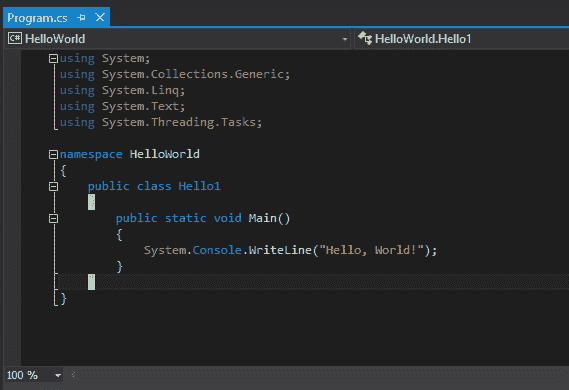 Program.cs
C# HelloWorld
HelloWorld.Hello1
using System;
using System.Collections.Generic;
using System.Linq;
using System.Text;
using System.Threading.Tasks;
namespace HelloWorld
{
public class Hello1
{
public static void Main()
{
System.Console.WriteLine("Hello, World!");
}
}
}
100 %